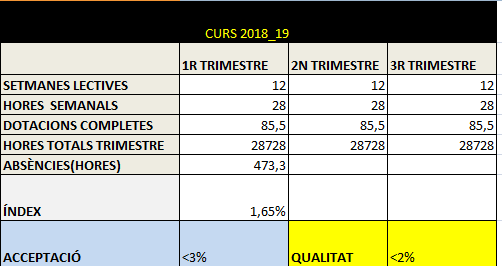 CURS 2018_19
1R TRIMESTRE 2N TRIMESTRE 3R TRIMESTRE
SETMANES LECTIVES 12 12 12
HORES SEMANALS 28 28 28
DOTACIONS COMPLETES 85,5 85,5 85,5
HORES TOTALS TRIMESTRE 28728 28728 28728
ABSÈNCIES(HORES) 473,3
ÍNDEX 1,65%
ACCEPTACIÓ <3% QUALITAT <2%